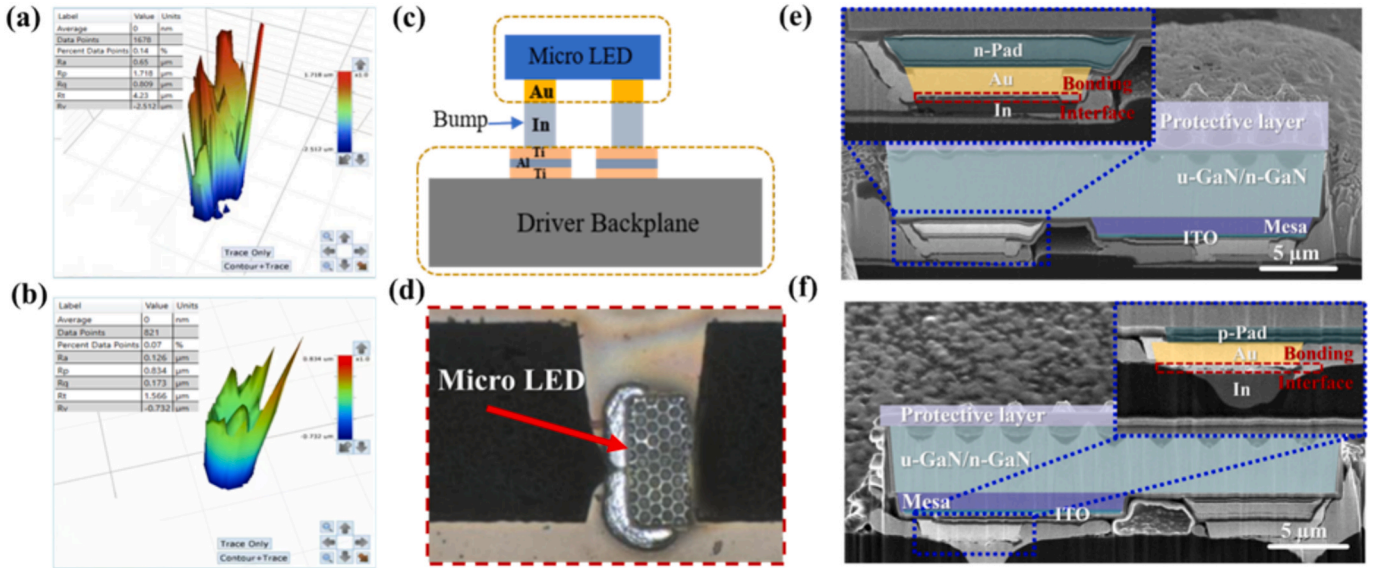 (a)
Label Value Units
Average 0 nm
Data Points 1678
Percent Data Points 0.14 %
Ra 0.65 µm
Rp 1.718 µm
Rq 0.809 µm
Rt 4.23 µm
Rv -2.512 µm
1.718 µm x1.0
-2.512 µm
Trace Only
Contour+Trace
(b)
Label Value Units
Average 0 nm
Data Points 821
Percent Data Points 0.07 %
Ra 0.126 µm
Rp 0.834 µm
Rq 0.173 µm
Rt 1.566 µm
Rv -0.732 µm
0.834 µm x1.0
-0.732 µm
Trace Only
Contour+Trace
(c)
Micro LED
Au
Bump
In
Ti
Al
Ti
Driver Backplane
(d)
Micro LED
(e)
n-Pad
Au
Bonding
In
Interface
Protective layer
u-GaN/n-GaN
Mesa
ITO
5 µm
(f)
p-Pad
Au
Bonding
In
Interface
Protective layer
u-GaN/n-GaN
Mesa
ITO
5 µm